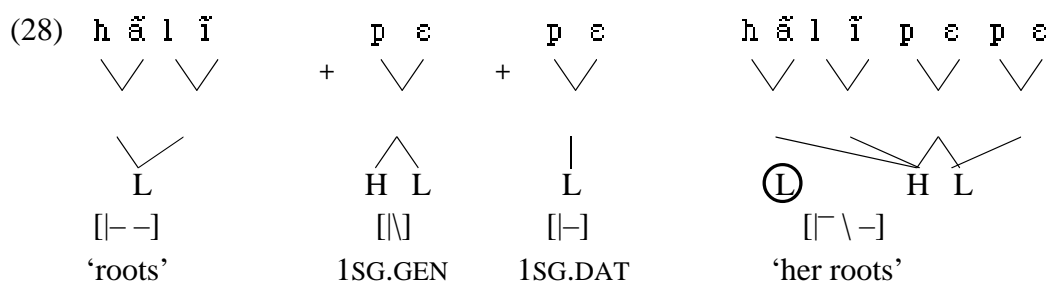 (28) h ã l ĩ + p ɛ + p ɛ h ã l ĩ p ɛ p ɛ
L H L L Ⓛ H L
[|– –] [|\] [|–] [|¯ \ –]
‘roots’ 1SG.GEN 1SG.DAT ‘her roots’